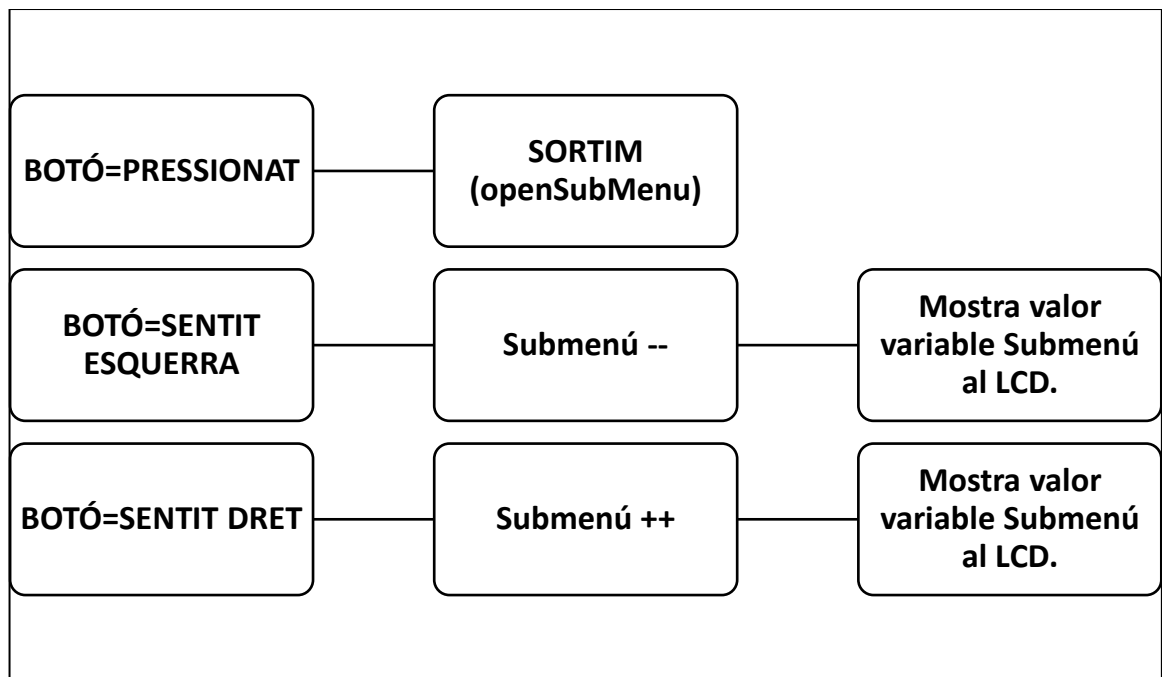 BOTÓ=PRESSIONAT
SORTIM
(openSubMenu)
BOTÓ=SENTIT
ESQUERRA
Submenú --
Mostra valor
variable Submenú
al LCD.
BOTÓ=SENTIT DRET
Submenú ++
Mostra valor
variable Submenú
al LCD.